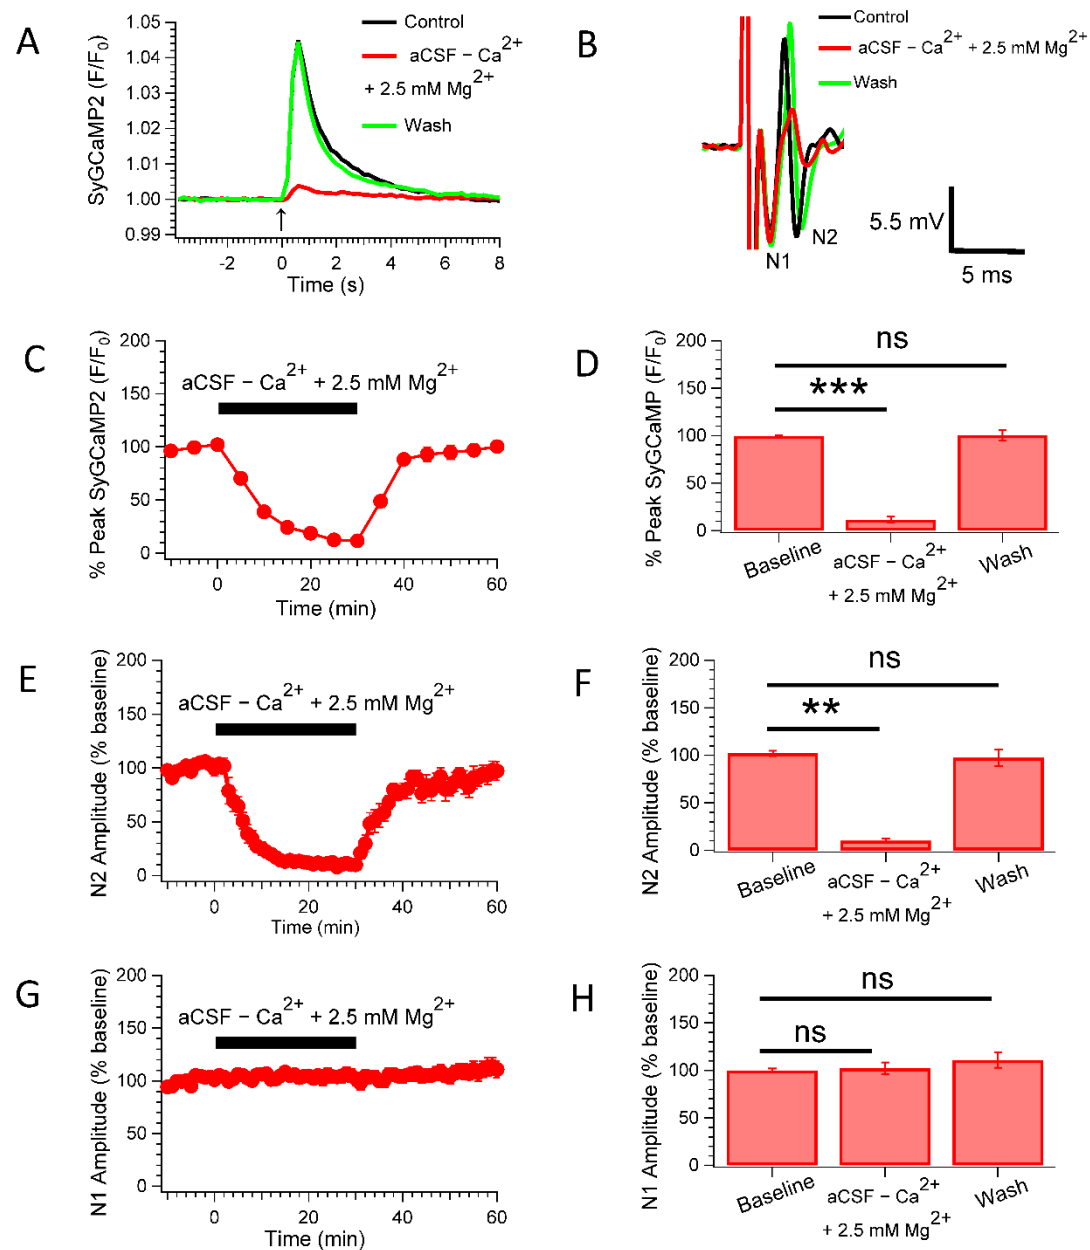 A
SyGCaMP2 (F/F0)
1.05
1.04
1.03
1.02
1.01
1.00
0.99
-2
0
2
4
6
8
Time (s)
↑
Control
aCSF − Ca2+
+ 2.5 mM Mg2+
Wash
B
Control
aCSF − Ca2+ + 2.5 mM Mg2+
Wash
N1
N2
5.5 mV
5 ms
C
% Peak SyGCaMP2 (F/F0)
200
150
100
50
0
aCSF − Ca2+ + 2.5 mM Mg2+
0
20
40
60
Time (min)
D
% Peak SyGCaMP (F/F0)
200
150
100
50
0
ns
***
Baseline
aCSF − Ca2+
+ 2.5 mM Mg2+
Wash
E
N2 Amplitude (% baseline)
200
150
100
50
0
aCSF − Ca2+ + 2.5 mM Mg2+
0
20
40
60
Time (min)
F
N2 Amplitude (% baseline)
200
150
100
50
0
ns
**
Baseline
aCSF − Ca2+
+ 2.5 mM Mg2+
Wash
G
N1 Amplitude (% baseline)
200
150
100
50
0
aCSF − Ca2+ + 2.5 mM Mg2+
0
20
40
60
Time (min)
H
N1 Amplitude (% baseline)
200
150
100
50
0
ns
ns
Baseline
aCSF − Ca2+
+ 2.5 mM Mg2+
Wash